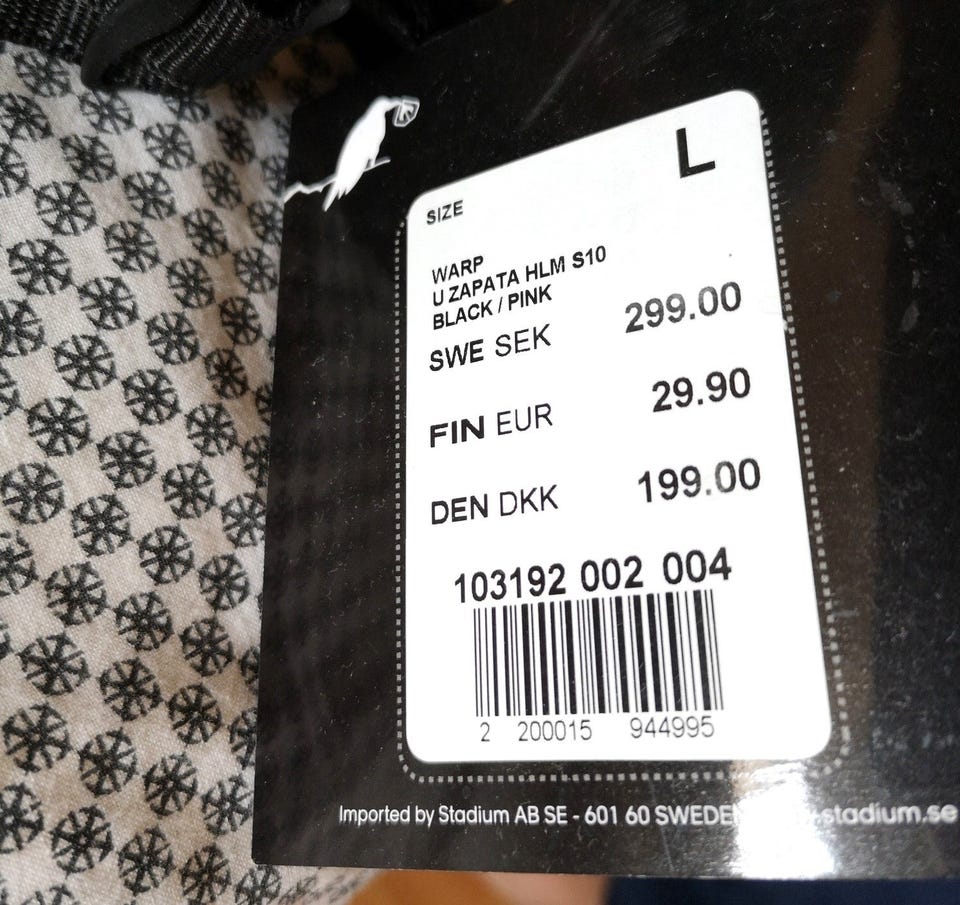 L
SIZE
WARP
U ZAPATA HLM S10
BLACK / PINK
SWE SEK 299.00
FIN EUR 29.90
DEN DKK 199.00
103192 002 004
2 200015 944995
Imported by Stadium AB SE - 601 60 SWEDEN stadium.se